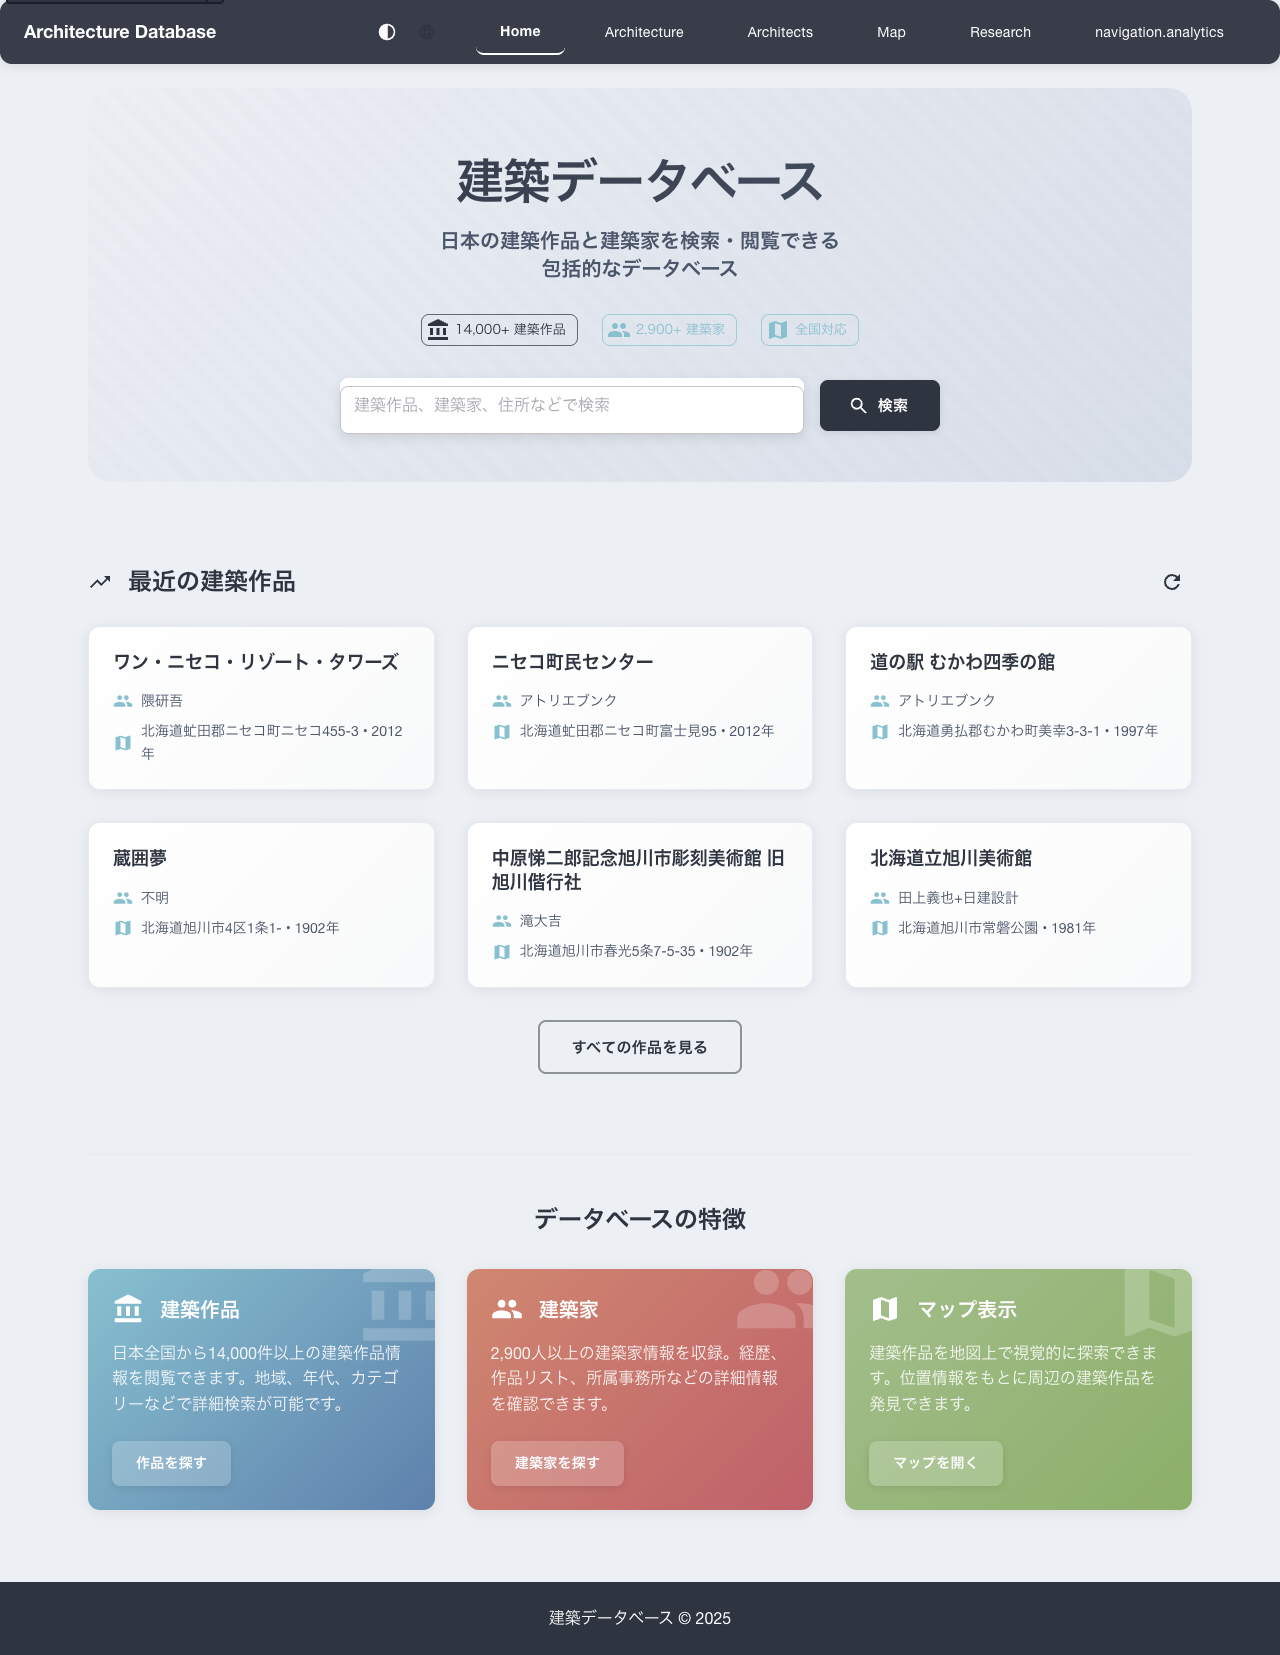 Architecture Database
Home
Architecture
Architects
Map
Research
navigation.analytics
建築データベース
日本の建築作品と建築家を検索・閲覧できる
包括的なデータベース
14,000+ 建築作品
2,900+ 建築家
全国対応
建築作品、建築家、住所などで検索
検索
最近の建築作品
ワン・ニセコ・リゾート・タワーズ
隈研吾
北海道虻田郡ニセコ町ニセコ455-3 • 2012
年
ニセコ町民センター
アトリエブンク
北海道虻田郡ニセコ町富士見95 • 2012年
道の駅 むかわ四季の館
アトリエブンク
北海道勇払郡むかわ町美幸3-3-1 • 1997年
蔵囲夢
不明
北海道旭川市4区1条1- • 1902年
中原悌二郎記念旭川市彫刻美術館 旧
旭川偕行社
滝大吉
北海道旭川市春光5条7-5-35 • 1902年
北海道立旭川美術館
田上義也+日建設計
北海道旭川市常磐公園 • 1981年
すべての作品を見る
データベースの特徴
建築作品
日本全国から14,000件以上の建築作品情
報を閲覧できます。地域、年代、カテゴ
リーなどで詳細検索が可能です。
作品を探す
建築家
2,900人以上の建築家情報を収録。経歴、
作品リスト、所属事務所などの詳細情報
を確認できます。
建築家を探す
マップ表示
建築作品を地図上で視覚的に探索できま
す。位置情報をもとに周辺の建築作品を
発見できます。
マップを開く
建築データベース © 2025